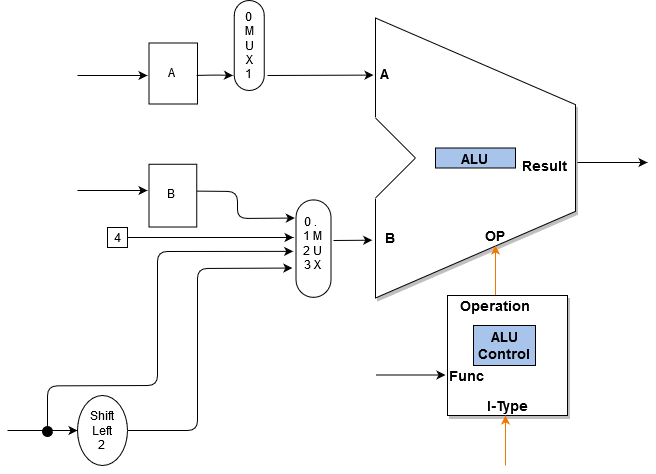 0
M
U
X
1
A
A
ALU
Result
B
0 .
1 M
2 U
3 X
4
B
OP
Operation
ALU
Control
Func
I-Type
Shift
Left
2